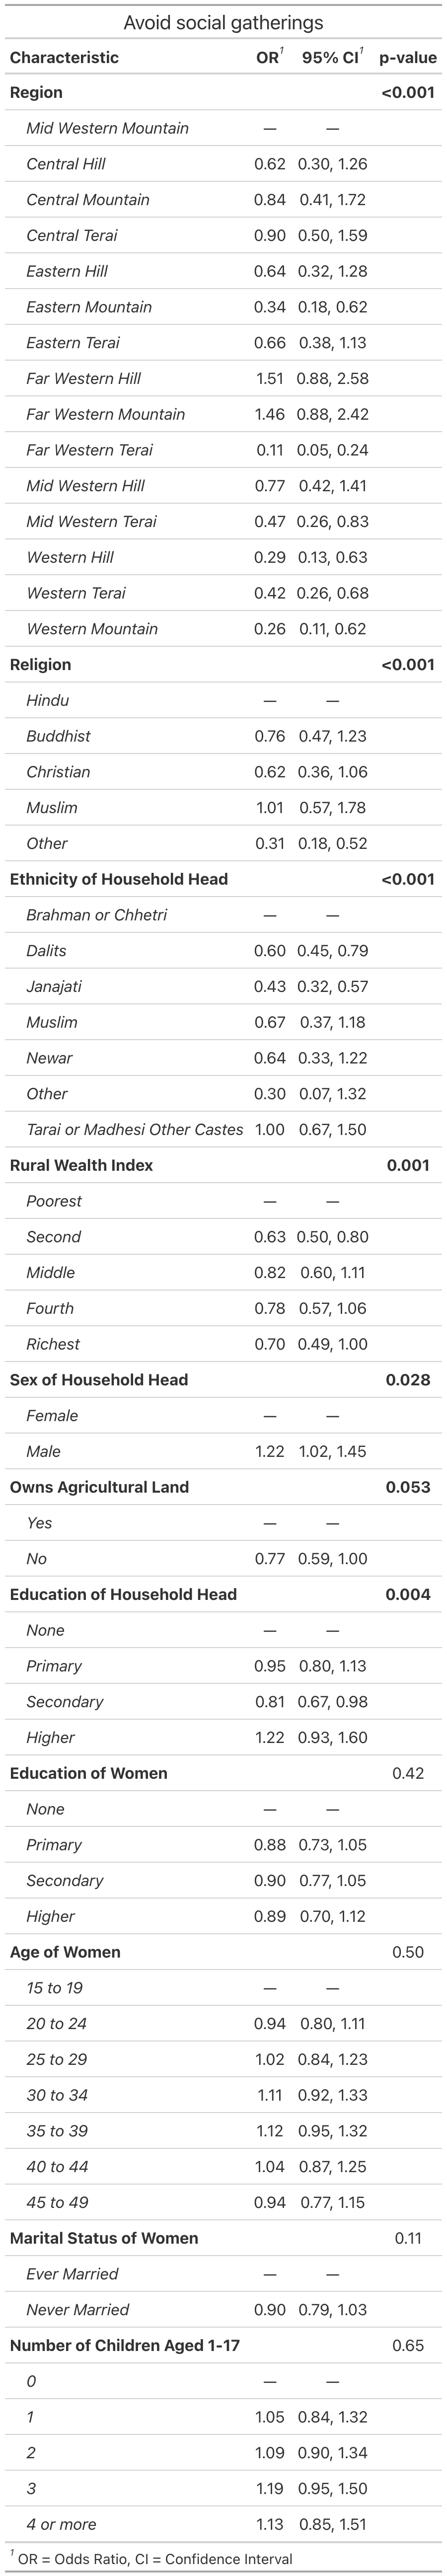 Avoid social gatherings
Characteristic OR1 95% CI1 p-value
Region <0.001
Mid Western Mountain — —
Central Hill 0.62 0.30, 1.26
Central Mountain 0.84 0.41, 1.72
Central Terai 0.90 0.50, 1.59
Eastern Hill 0.64 0.32, 1.28
Eastern Mountain 0.34 0.18, 0.62
Eastern Terai 0.66 0.38, 1.13
Far Western Hill 1.51 0.88, 2.58
Far Western Mountain 1.46 0.88, 2.42
Far Western Terai 0.11 0.05, 0.24
Mid Western Hill 0.77 0.42, 1.41
Mid Western Terai 0.47 0.26, 0.83
Western Hill 0.29 0.13, 0.63
Western Terai 0.42 0.26, 0.68
Western Mountain 0.26 0.11, 0.62
Religion <0.001
Hindu — —
Buddhist 0.76 0.47, 1.23
Christian 0.62 0.36, 1.06
Muslim 1.01 0.57, 1.78
Other 0.31 0.18, 0.52
Ethnicity of Household Head <0.001
Brahman or Chhetri — —
Dalits 0.60 0.45, 0.79
Janajati 0.43 0.32, 0.57
Muslim 0.67 0.37, 1.18
Newar 0.64 0.33, 1.22
Other 0.30 0.07, 1.32
Tarai or Madhesi Other Castes 1.00 0.67, 1.50
Rural Wealth Index 0.001
Poorest — —
Second 0.63 0.50, 0.80
Middle 0.82 0.60, 1.11
Fourth 0.78 0.57, 1.06
Richest 0.70 0.49, 1.00
Sex of Household Head 0.028
Female — —
Male 1.22 1.02, 1.45
Owns Agricultural Land 0.053
Yes — —
No 0.77 0.59, 1.00
Education of Household Head 0.004
None — —
Primary 0.95 0.80, 1.13
Secondary 0.81 0.67, 0.98
Higher 1.22 0.93, 1.60
Education of Women 0.42
None — —
Primary 0.88 0.73, 1.05
Secondary 0.90 0.77, 1.05
Higher 0.89 0.70, 1.12
Age of Women 0.50
15 to 19 — —
20 to 24 0.94 0.80, 1.11
25 to 29 1.02 0.84, 1.23
30 to 34 1.11 0.92, 1.33
35 to 39 1.12 0.95, 1.32
40 to 44 1.04 0.87, 1.25
45 to 49 0.94 0.77, 1.15
Marital Status of Women 0.11
Ever Married — —
Never Married 0.90 0.79, 1.03
Number of Children Aged 1-17 0.65
0 — —
1 1.05 0.84, 1.32
2 1.09 0.90, 1.34
3 1.19 0.95, 1.50
4 or more 1.13 0.85, 1.51
1 OR = Odds Ratio, CI = Confidence Interval